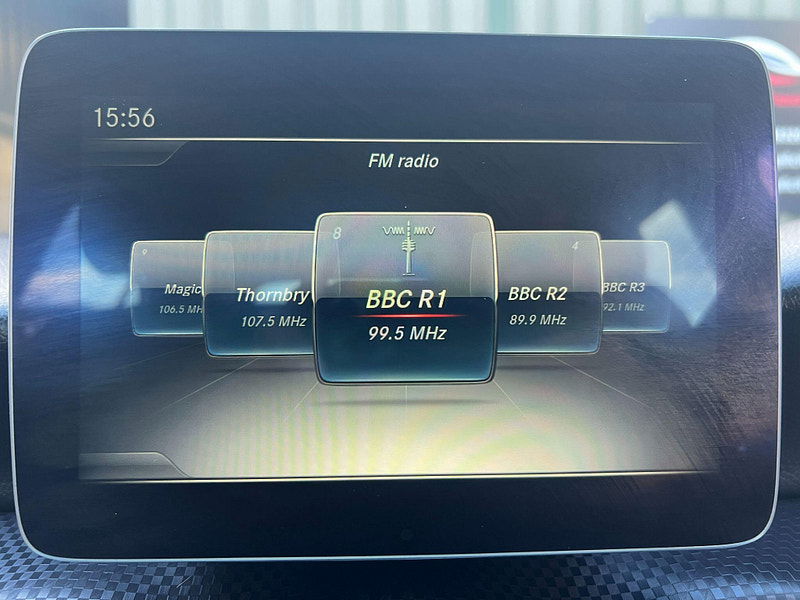 15:56
FM radio
9
Magic
106.5 MHz
Thornbry
107.5 MHz
8
BBC R1
99.5 MHz
4
BBC R2
89.9 MHz
BBC R3
92.1 MHz